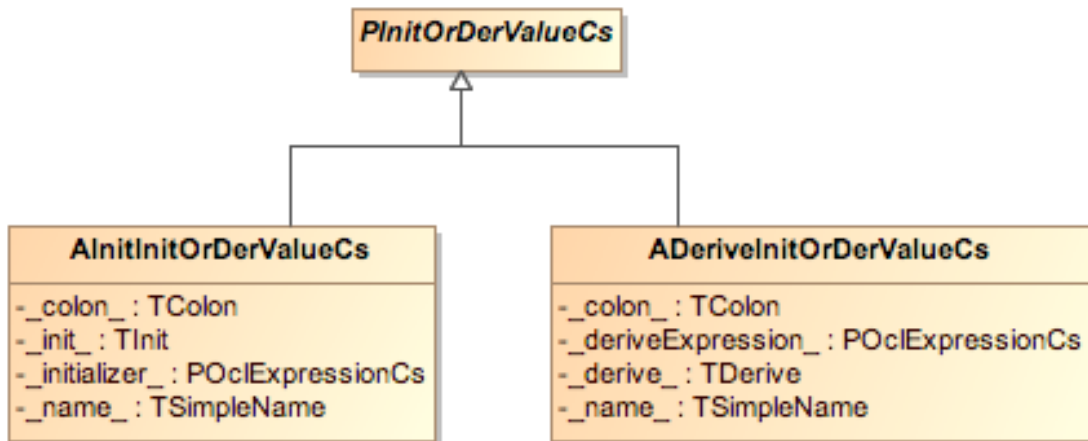 PInitOrDerValueCs
AInitInitOrDerValueCs
-_colon_ : TColon
-_init_ : TInit
-_initializer_ : POclExpressionCs
-_name_ : TSimpleName
ADeriveInitOrDerValueCs
-_colon_ : TColon
-_deriveExpression_ : POclExpressionCs
-_derive_ : TDerive
-_name_ : TSimpleName